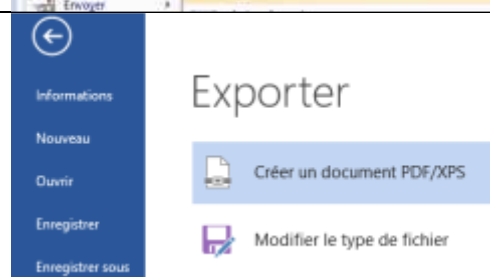 Envoyer
Exporter
Informations
Nouveau
Créer un document PDF/XPS
Ouvrir
Enregistrer
Modifier le type de fichier
Enregistrer sous